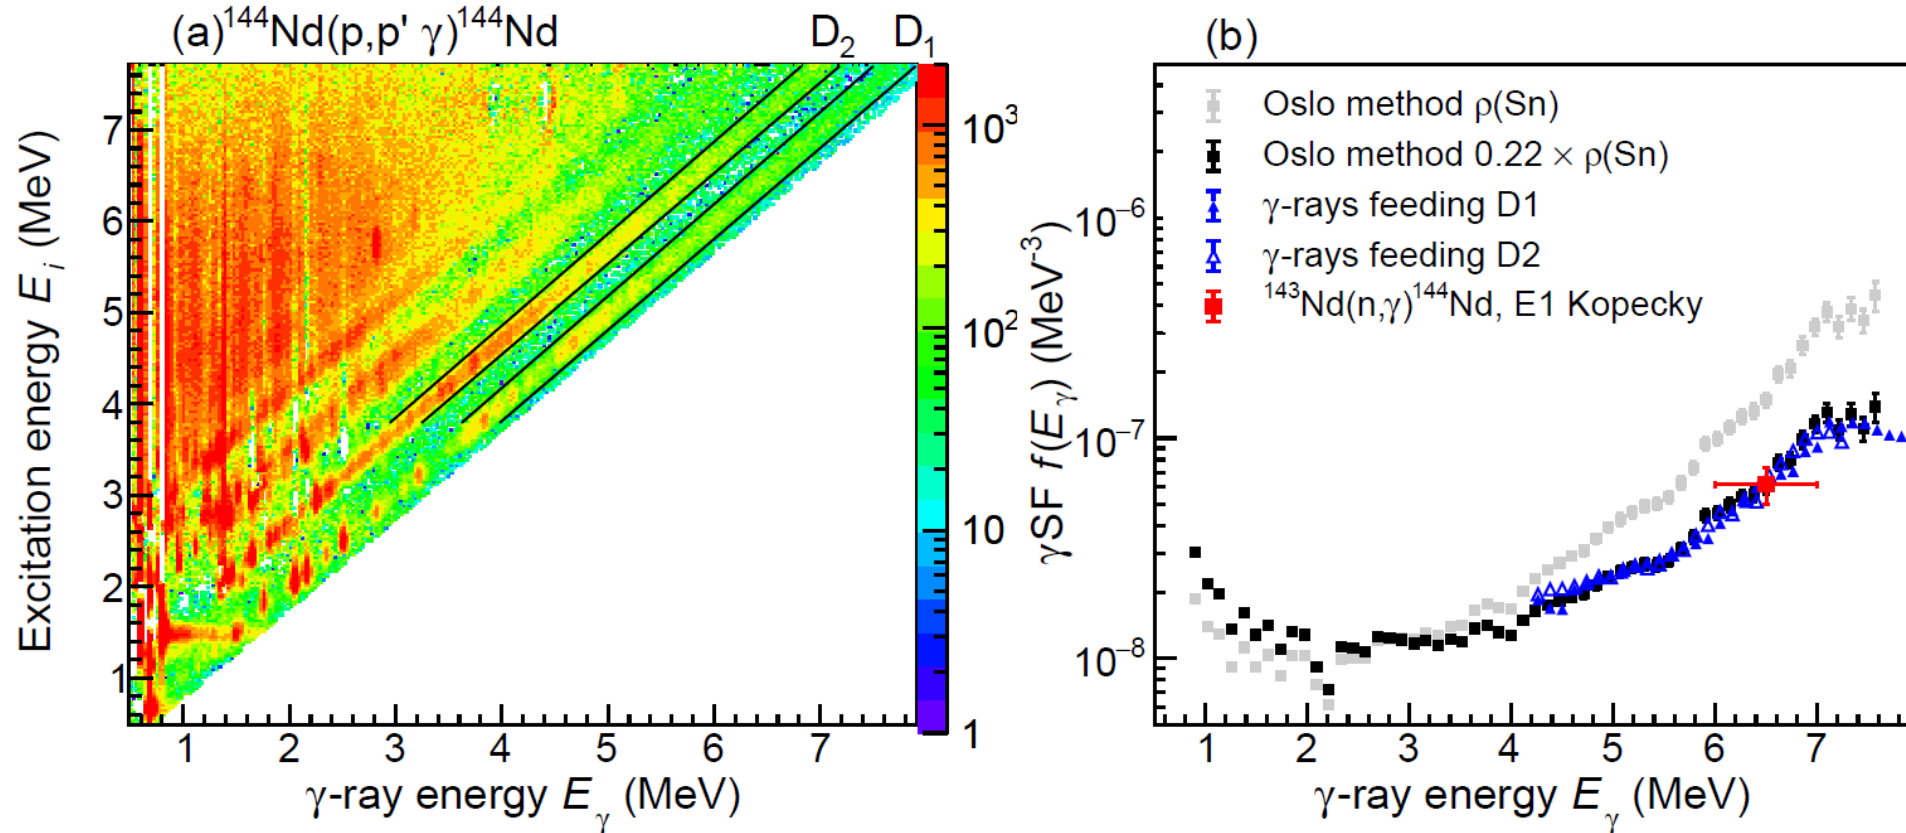 (a)¹⁴⁴Nd(p,p' γ)¹⁴⁴Nd
D₂
D₁
Excitation energy E_i (MeV)
7
6
5
4
3
2
1
1 2 3 4 5 6 7
γ-ray energy E_γ (MeV)
10³
10²
10
1
(b)
Oslo method ρ(Sn)
Oslo method 0.22 × ρ(Sn)
γ-rays feeding D1
γ-rays feeding D2
¹⁴³Nd(n,γ)¹⁴⁴Nd, E1 Kopecky
γSF f(E_γ) (MeV⁻³)
10⁻⁶
10⁻⁷
10⁻⁸
1 2 3 4 5 6 7
γ-ray energy E_γ (MeV)